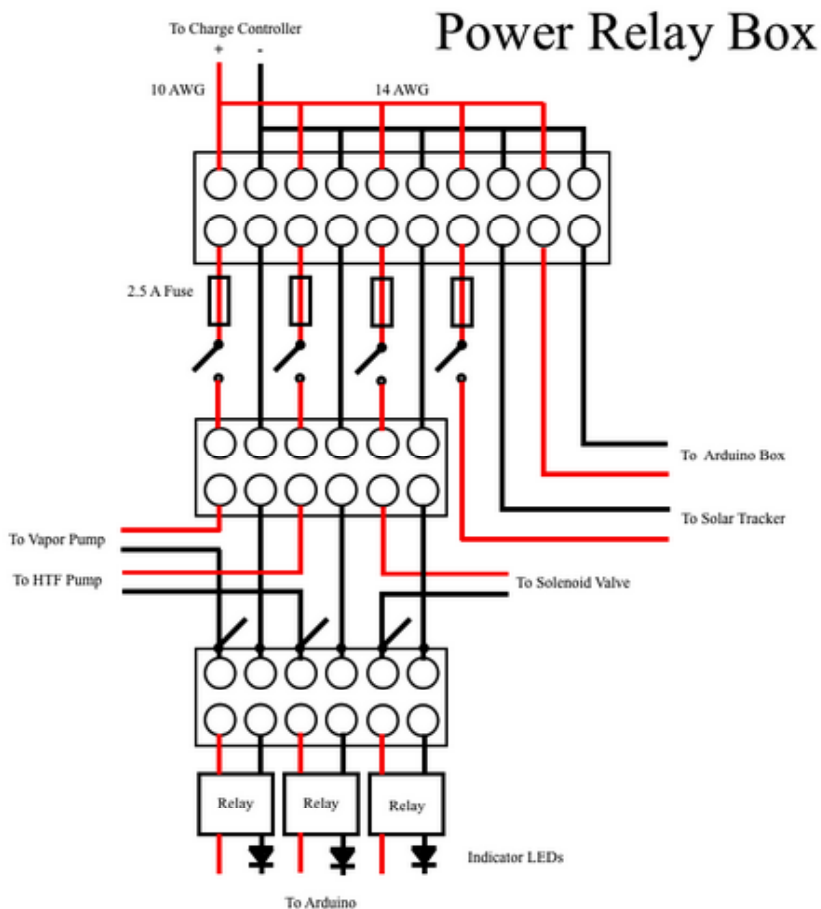 Power Relay Box
To Charge Controller
+ -
10 AWG
14 AWG
2.5 A Fuse
To Arduino Box
To Solar Tracker
To Vapor Pump
To HTF Pump
To Solenoid Valve
Relay
Relay
Relay
Indicator LEDs
To Arduino